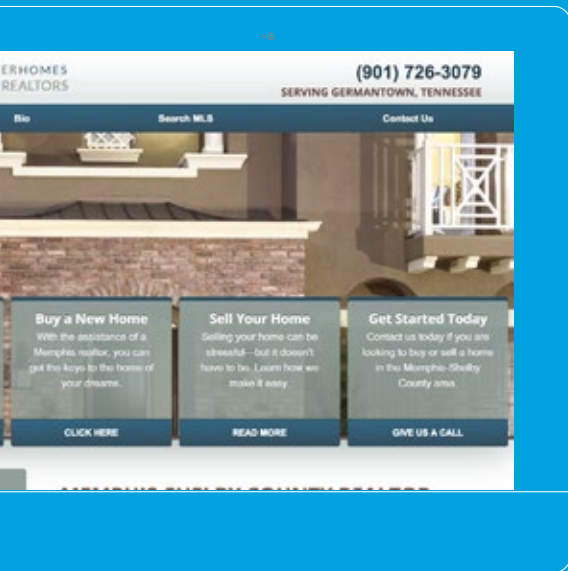 ERHOMES
REALTORS
(901) 726-3079
SERVING GERMANTOWN, TENNESSEE
Bio
Search MLS
Contact Us
Buy a New Home
With the assistance of a
Memphis realtor, you can
get the keys to the home of
your dreams.
CLICK HERE
Sell Your Home
Selling your home can be
stressful—but it doesn't
have to be. Learn how we
make it easy.
READ MORE
Get Started Today
Contact us today if you are
looking to buy or sell a home
in the Memphis-Shelby
County area.
GIVE US A CALL
MEMPHIS SHELBY COUNTY REALTOR